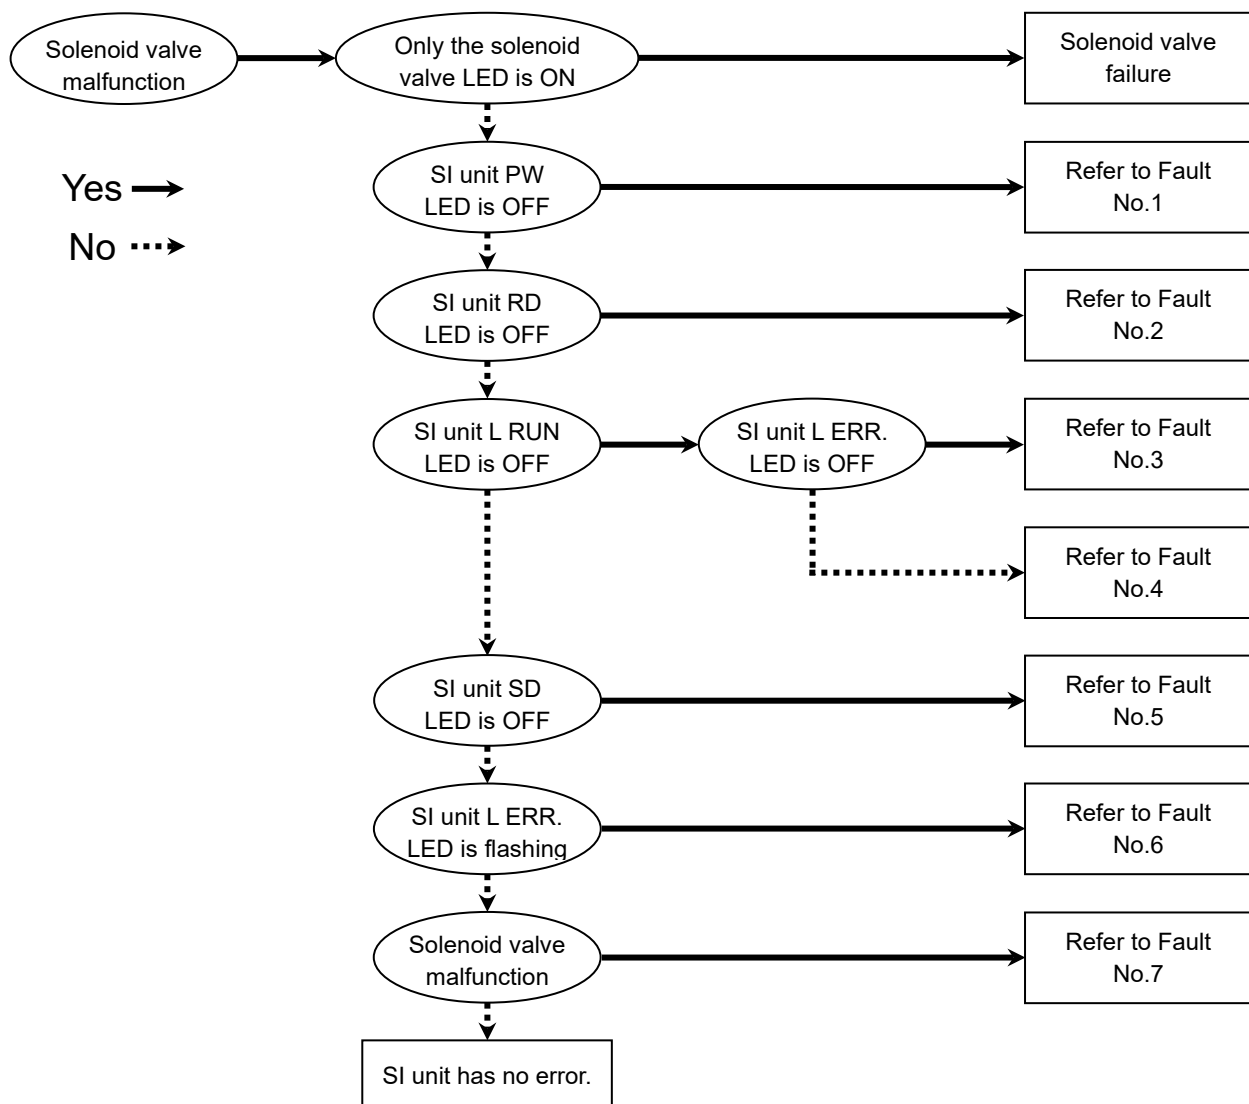 Solenoid valve
malfunction
Only the solenoid
valve LED is ON
Solenoid valve
failure
Yes
No
SI unit PW
LED is OFF
Refer to Fault
No.1
SI unit RD
LED is OFF
Refer to Fault
No.2
SI unit L RUN
LED is OFF
SI unit L ERR.
LED is OFF
Refer to Fault
No.3
Refer to Fault
No.4
SI unit SD
LED is OFF
Refer to Fault
No.5
SI unit L ERR.
LED is flashing
Refer to Fault
No.6
Solenoid valve
malfunction
Refer to Fault
No.7
SI unit has no error.